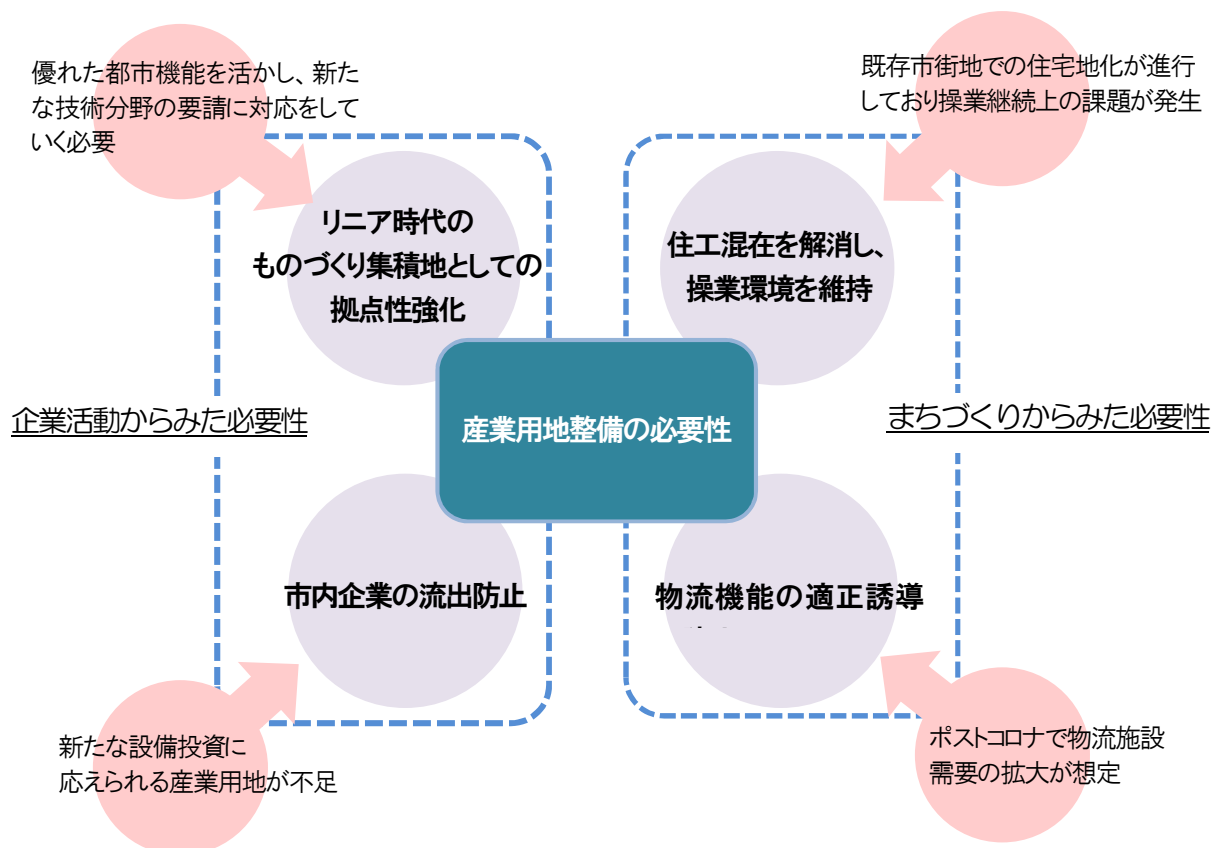 優れた都市機能を活かし、新た
な技術分野の要請に対応をして
いく必要
既存市街地での住宅地化が進行
しており操業継続上の課題が発生
リニア時代の
ものづくり集積地としての
拠点性強化
住工混在を解消し、
操業環境を維持
企業活動からみた必要性
産業用地整備の必要性
まちづくりからみた必要性
市内企業の流出防止
物流機能の適正誘導
新たな設備投資に
応えられる産業用地が不足
ポストコロナで物流施設
需要の拡大が想定